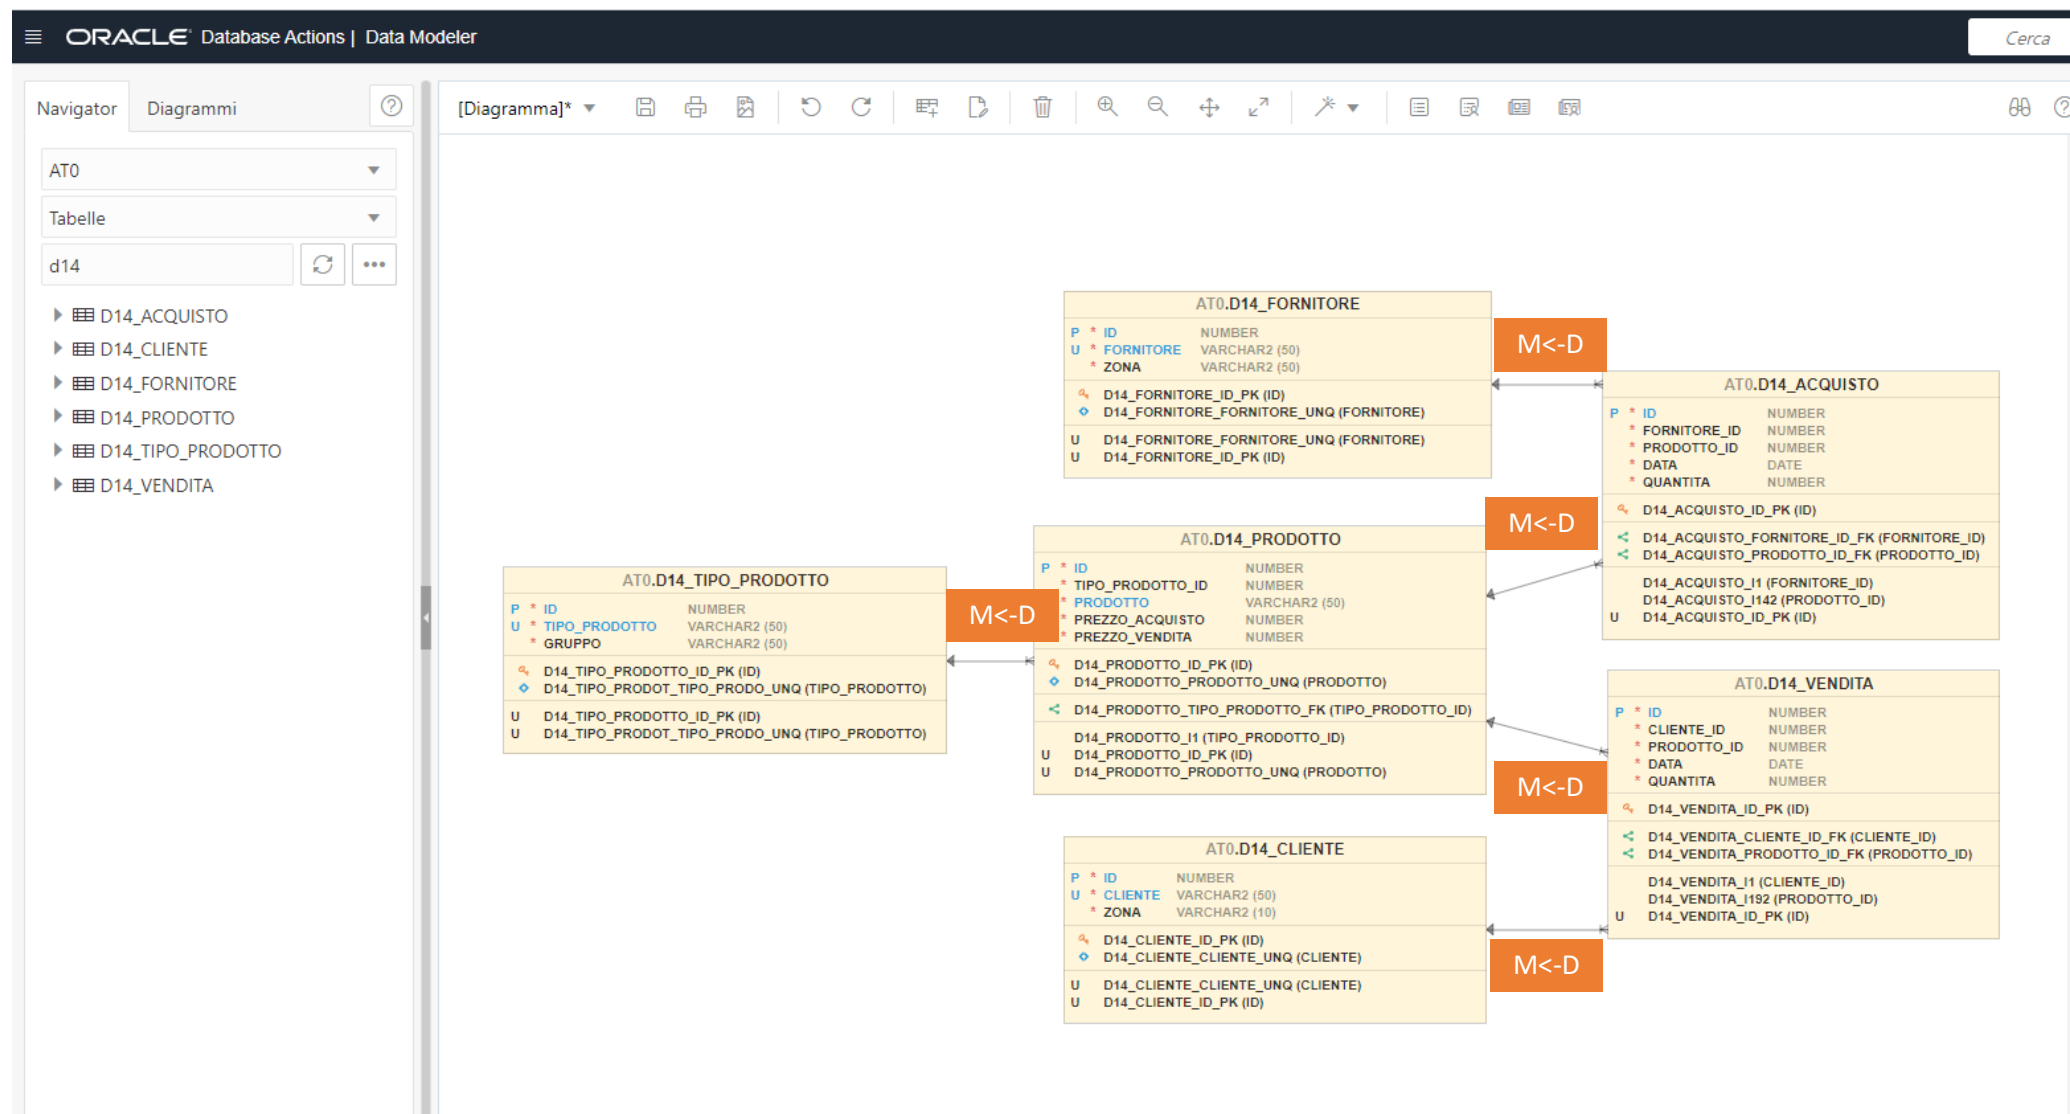 ORACLE Database Actions | Data Modeler
Cerca
Navigator
Diagrammi
[Diagramma]*
AT0
Tabelle
d14
D14_ACQUISTO
D14_CLIENTE
D14_FORNITORE
D14_PRODOTTO
D14_TIPO_PRODOTTO
D14_VENDITA
AT0.D14_TIPO_PRODOTTO
P * ID NUMBER
U * TIPO_PRODOTTO VARCHAR2 (50)
* GRUPPO VARCHAR2 (50)
D14_TIPO_PRODOTTO_ID_PK (ID)
D14_TIPO_PRODOT_TIPO_PRODO_UNQ (TIPO_PRODOTTO)
U D14_TIPO_PRODOTTO_ID_PK (ID)
U D14_TIPO_PRODOT_TIPO_PRODO_UNQ (TIPO_PRODOTTO)
M<-D
AT0.D14_FORNITORE
P * ID NUMBER
U * FORNITORE VARCHAR2 (50)
* ZONA VARCHAR2 (50)
D14_FORNITORE_ID_PK (ID)
D14_FORNITORE_FORNITORE_UNQ (FORNITORE)
U D14_FORNITORE_FORNITORE_UNQ (FORNITORE)
U D14_FORNITORE_ID_PK (ID)
M<-D
AT0.D14_PRODOTTO
P * ID NUMBER
* TIPO_PRODOTTO_ID NUMBER
* PRODOTTO VARCHAR2 (50)
* PREZZO_ACQUISTO NUMBER
* PREZZO_VENDITA NUMBER
D14_PRODOTTO_ID_PK (ID)
D14_PRODOTTO_PRODOTTO_UNQ (PRODOTTO)
D14_PRODOTTO_TIPO_PRODOTTO_FK (TIPO_PRODOTTO_ID)
D14_PRODOTTO_I1 (TIPO_PRODOTTO_ID)
U D14_PRODOTTO_ID_PK (ID)
U D14_PRODOTTO_PRODOTTO_UNQ (PRODOTTO)
M<-D
M<-D
AT0.D14_CLIENTE
P * ID NUMBER
U * CLIENTE VARCHAR2 (50)
* ZONA VARCHAR2 (10)
D14_CLIENTE_ID_PK (ID)
D14_CLIENTE_CLIENTE_UNQ (CLIENTE)
U D14_CLIENTE_CLIENTE_UNQ (CLIENTE)
U D14_CLIENTE_ID_PK (ID)
M<-D
AT0.D14_ACQUISTO
P * ID NUMBER
* FORNITORE_ID NUMBER
* PRODOTTO_ID NUMBER
* DATA DATE
* QUANTITA NUMBER
D14_ACQUISTO_ID_PK (ID)
D14_ACQUISTO_FORNITORE_ID_FK (FORNITORE_ID)
D14_ACQUISTO_PRODOTTO_ID_FK (PRODOTTO_ID)
D14_ACQUISTO_I1 (FORNITORE_ID)
D14_ACQUISTO_I142 (PRODOTTO_ID)
U D14_ACQUISTO_ID_PK (ID)
AT0.D14_VENDITA
P * ID NUMBER
* CLIENTE_ID NUMBER
* PRODOTTO_ID NUMBER
* DATA DATE
* QUANTITA NUMBER
D14_VENDITA_ID_PK (ID)
D14_VENDITA_CLIENTE_ID_FK (CLIENTE_ID)
D14_VENDITA_PRODOTTO_ID_FK (PRODOTTO_ID)
D14_VENDITA_I1 (CLIENTE_ID)
D14_VENDITA_I192 (PRODOTTO_ID)
U D14_VENDITA_ID_PK (ID)